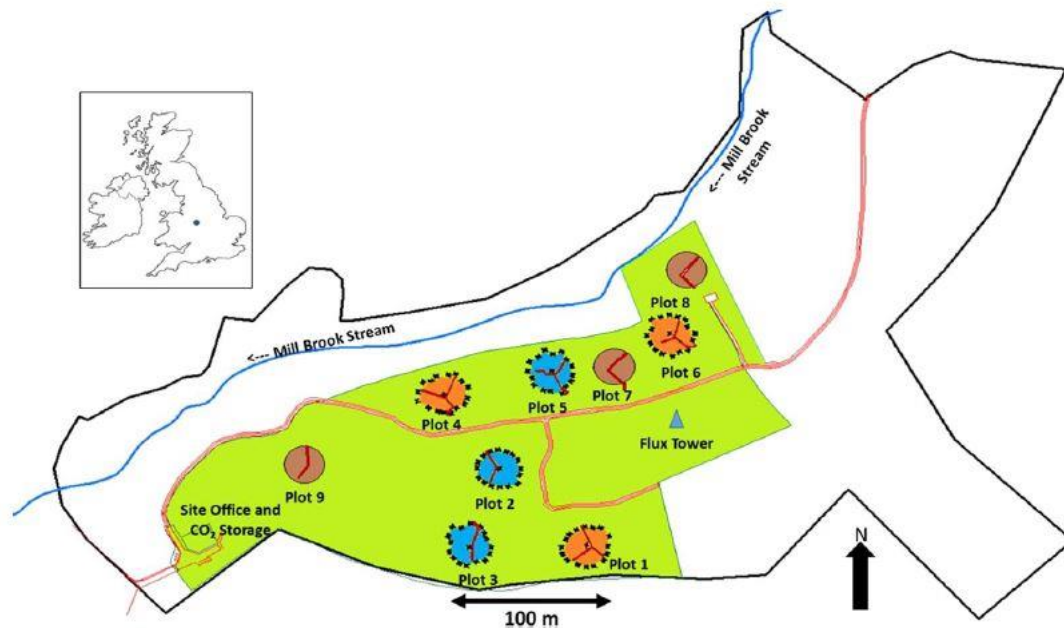 <--- Mill Brook
Stream
<--- Mill Brook Stream
Plot 8
Plot 6
Plot 7
Plot 5
Plot 4
Flux Tower
Plot 9
Plot 2
Site Office and
CO₂ Storage
Plot 3
Plot 1
N
100 m